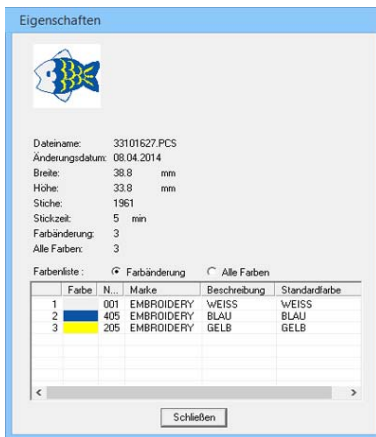 Eigenschaften
Dateiname: 33101627.PCS
Änderungsdatum: 08.04.2014
Breite: 38.8 mm
Höhe: 33.8 mm
Stiche: 1961
Stickzeit: 5 min
Farbänderung: 3
Alle Farben: 3
Farbenliste : Farbänderung Alle Farben
Farbe N... Marke Beschreibung Standardfarbe
1 001 EMBROIDERY WEISS WEISS
2 405 EMBROIDERY BLAU BLAU
3 205 EMBROIDERY GELB GELB
Schließen